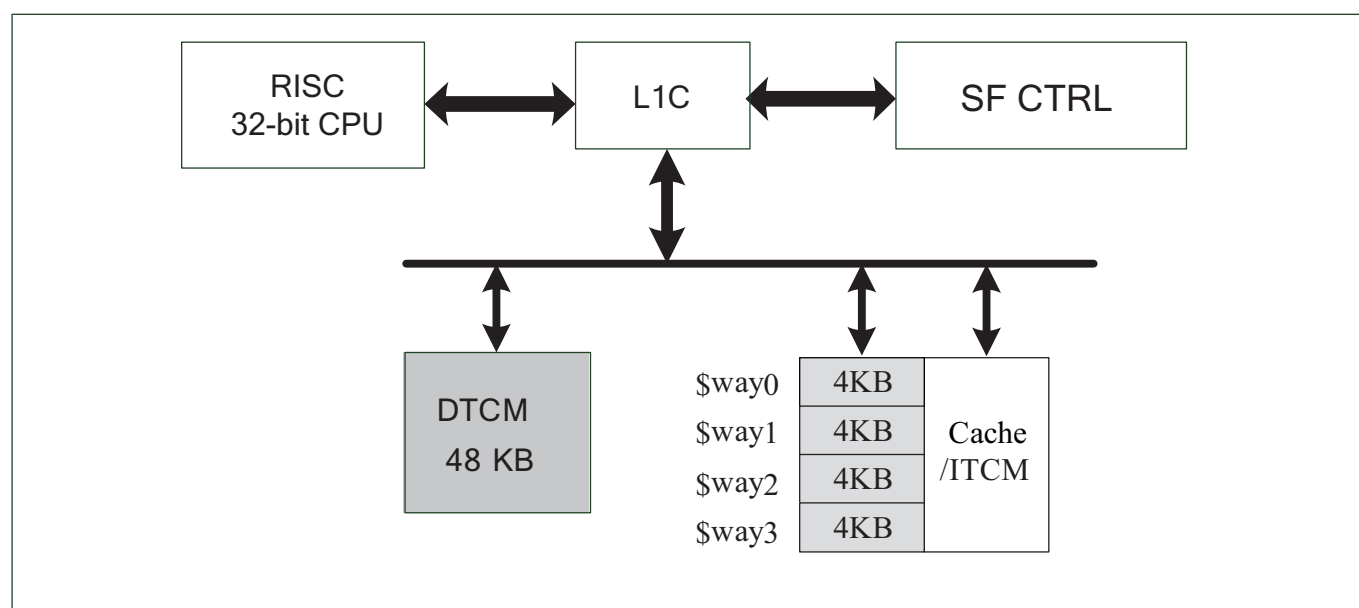 RISC
32-bit CPU
L1C
SF CTRL
DTCM
48 KB
$way0
4KB
$way1
4KB
$way2
4KB
$way3
4KB
Cache
/ITCM